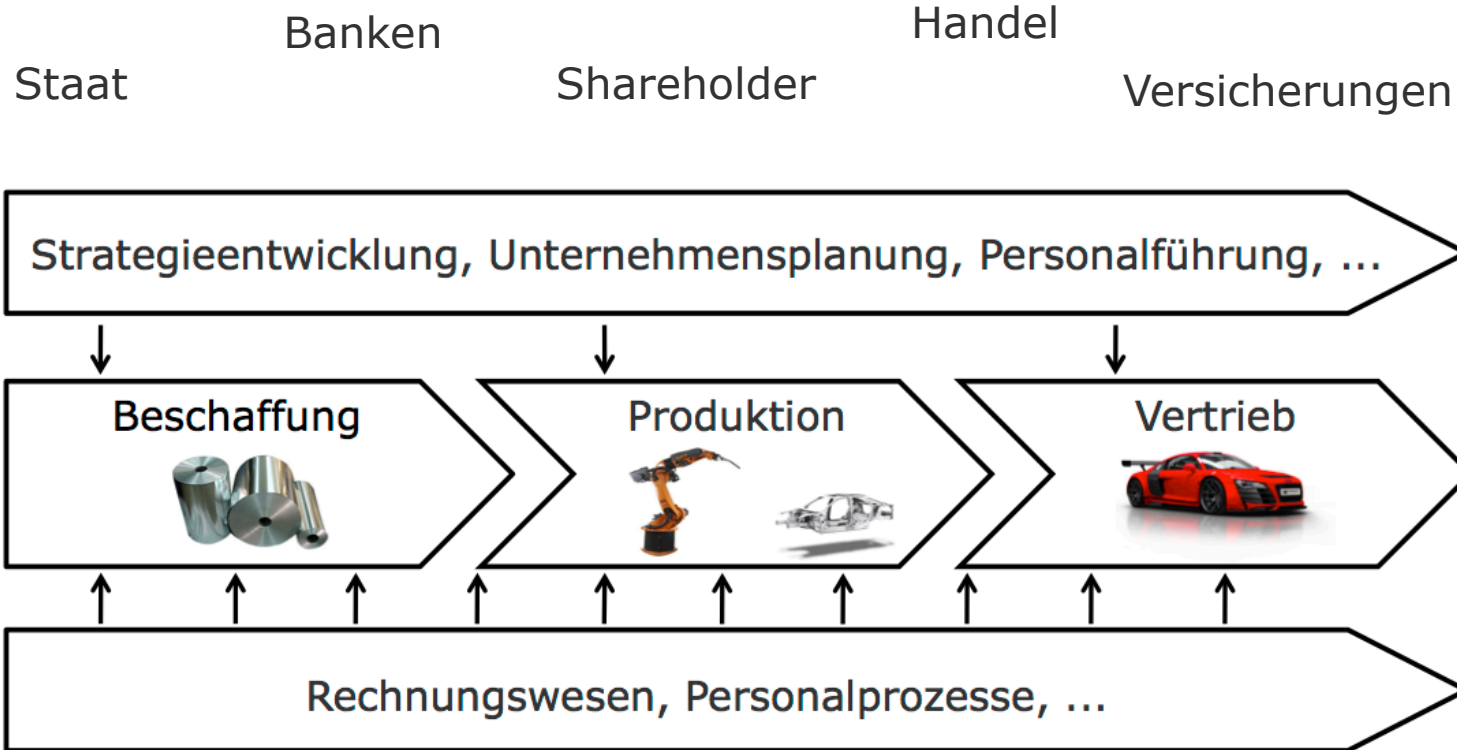 Banken
Handel
Staat
Shareholder
Versicherungen
Strategieentwicklung, Unternehmensplanung, Personalführung, ...
Beschaffung
Produktion
Vertrieb
Rechnungswesen, Personalprozesse, ...